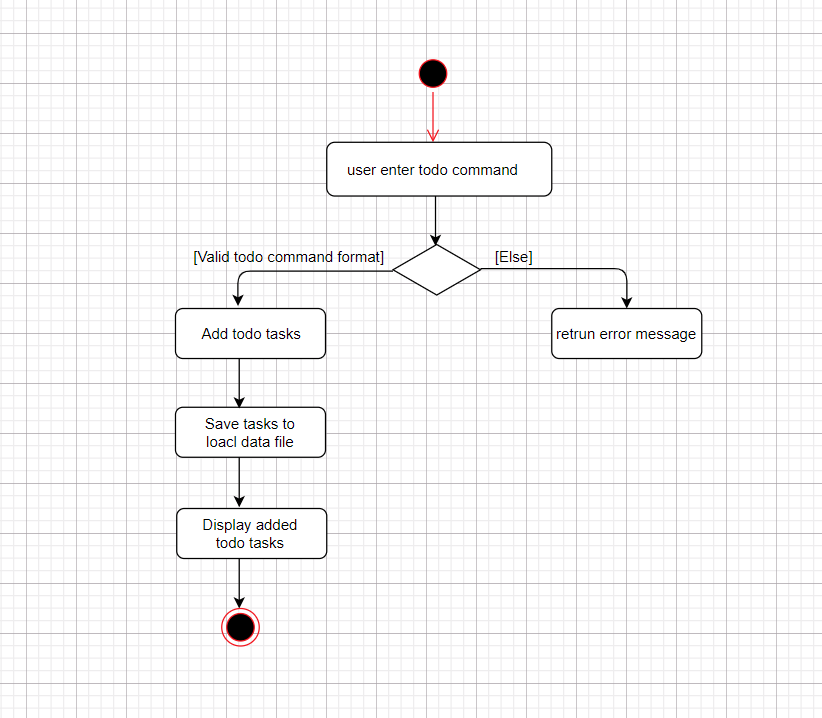 user enter todo command
[Valid todo command format]
[Else]
Add todo tasks
retrun error message
Save tasks to
loacl data file
Display added
todo tasks